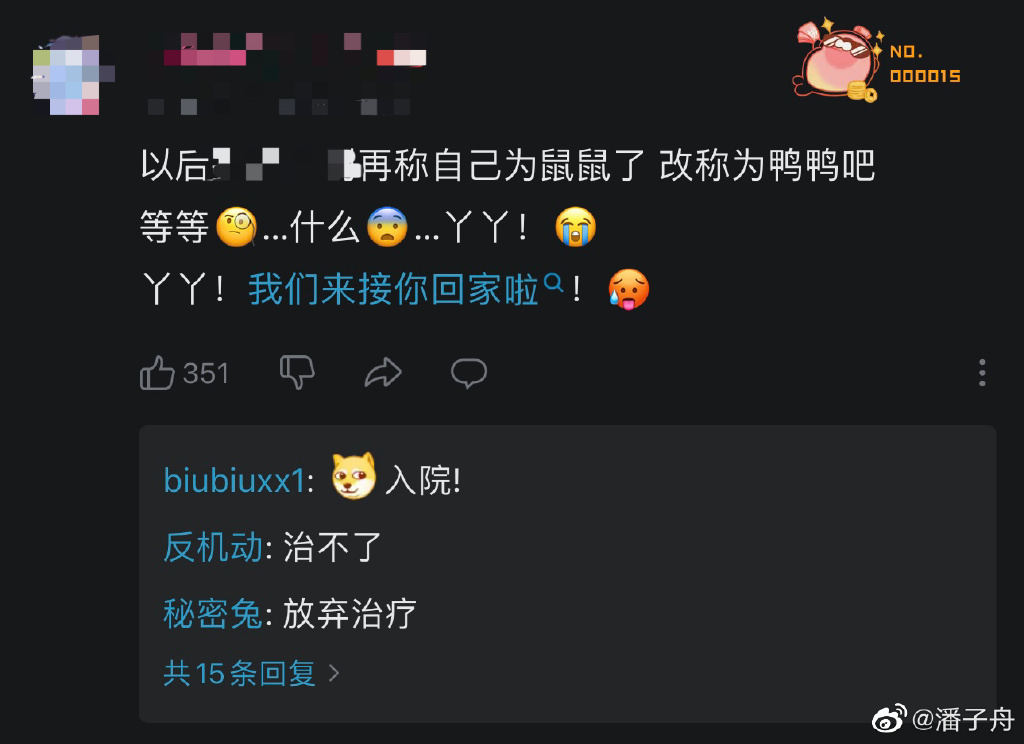 NO.
000015
以后 再称自己为鼠鼠了 改称为鸭鸭吧
等等🧐...什么😨...丫丫！😭
丫丫！我们来接你回家啦！🥵
351
biubiuxx1: 入院!
反机动: 治不了
秘密兔: 放弃治疗
共15条回复 >
@潘子舟